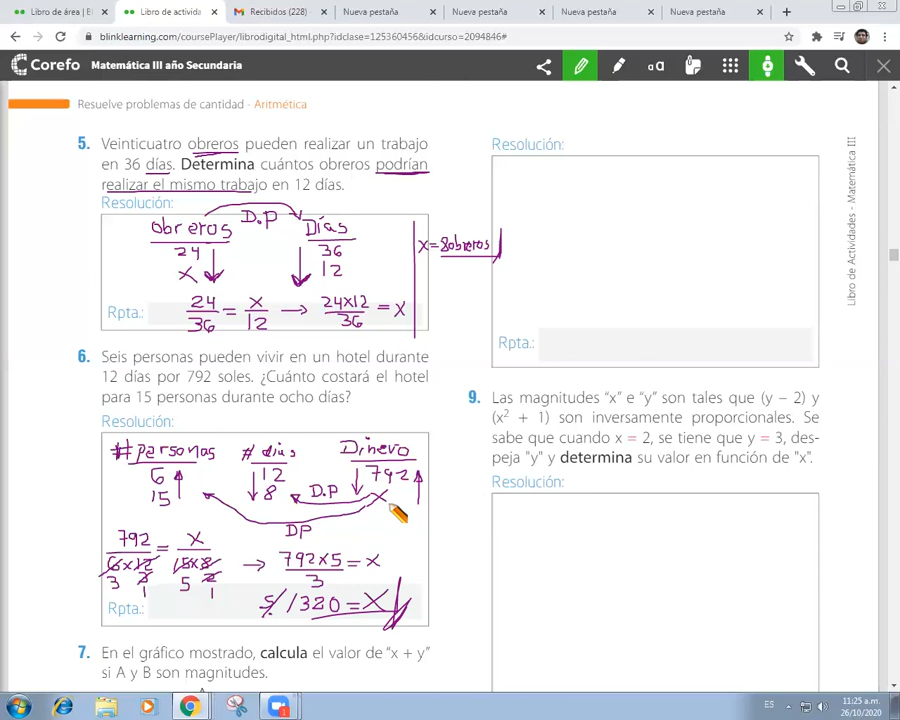 Libro de área | B
Libro de activida
Recibidos (228)
Nueva pestaña
Nueva pestaña
Nueva pestaña
Nueva pestaña
blinklearning.com/coursePlayer/librodigital_html.php?idclase=125360456&idcurso=2094846#
Corefo
Matemática III año Secundaria
aA
Resuelve problemas de cantidad - Aritmética
5. Veinticuatro obreros pueden realizar un trabajo
en 36 días. Determina cuántos obreros podrían
realizar el mismo trabajo en 12 días.
Resolución:
D.P
obreros Días
24 36
x 12
24/36 = x/12 → 24x12/36 = x
x = 8obreros
Rpta.:
6. Seis personas pueden vivir en un hotel durante
12 días por 792 soles. ¿Cuánto costará el hotel
para 15 personas durante ocho días?
Resolución:
# personas # dias Dinero
6 12 792
15 8 x
D.P
DP
792/6x12 = x/15x8 → 792x5/3 = x
3 2 1 5 2 1
S/ 1320 = x
Rpta.:
7. En el gráfico mostrado, calcula el valor de “x + y”
si A y B son magnitudes.
Resolución:
Rpta.:
9. Las magnitudes “x” e “y” son tales que (y – 2) y
(x² + 1) son inversamente proporcionales. Se
sabe que cuando x = 2, se tiene que y = 3, des-
peja "y" y determina su valor en función de "x".
Resolución:
Libro de Actividades - Matemática III
ES
11:25 a.m.
26/10/2020